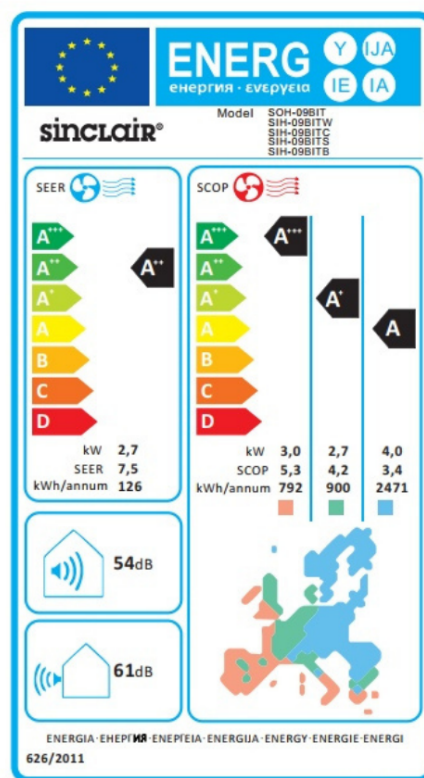 ENERG
енергия · ενεργεια
Y IJA
IE IA
sinclair®
Model SOH-09BIT
SIH-09BITW
SIH-09BITC
SIH-09BITS
SIH-09BITB
SEER
SCOP
A+++
A++
A+
A
B
C
D
A++
kW 2,7
SEER 7,5
kWh/annum 126
A+++
A++
A+
A
B
C
D
A+++
A+
A
kW 3,0 2,7 4,0
SCOP 5,3 4,2 3,4
kWh/annum 792 900 2471
54dB
61dB
ENERGIA·ЕНЕРГИЯ·ΕΝΕΡΓΕΙΑ·ENERGIJA·ENERGY·ENERGIE·ENERGI
626/2011